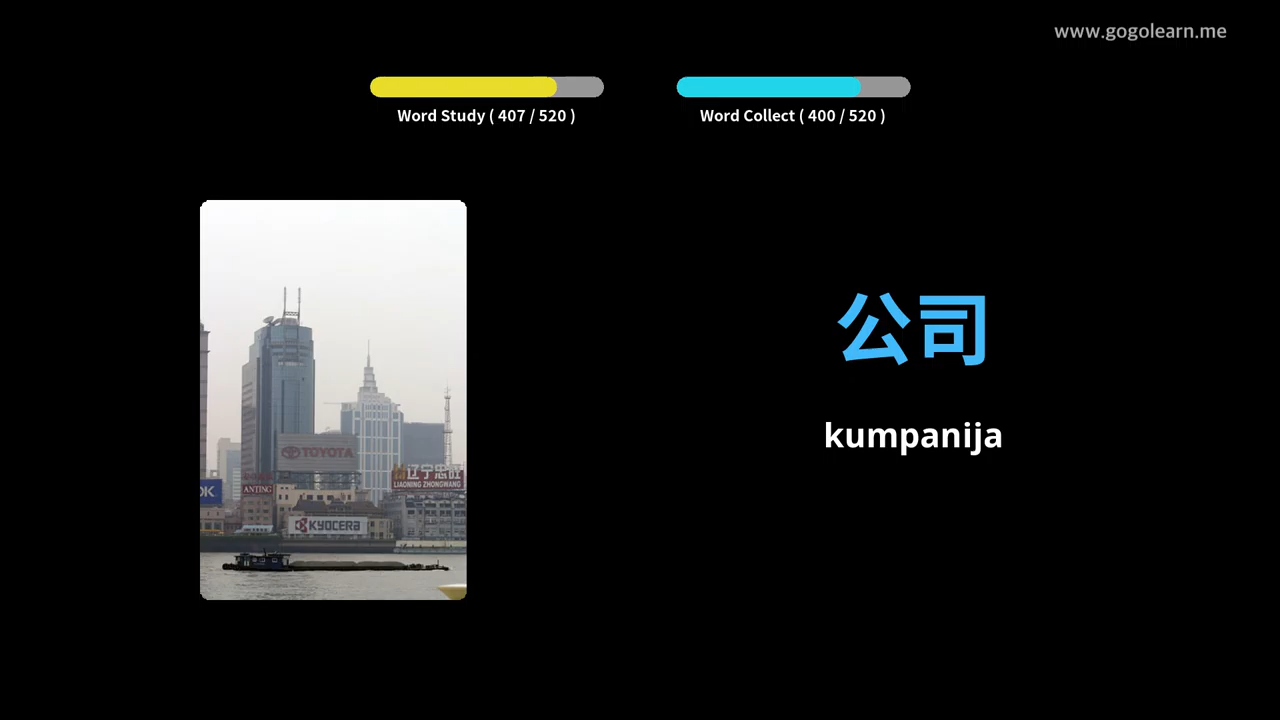 www.gogolearn.me
Word Study ( 407 / 520 )
Word Collect ( 400 / 520 )
公司
kumpanija
TOYOTA
辽宁忠旺
LIAONING ZHONGWANG
OK
ANTING
KYOCERA